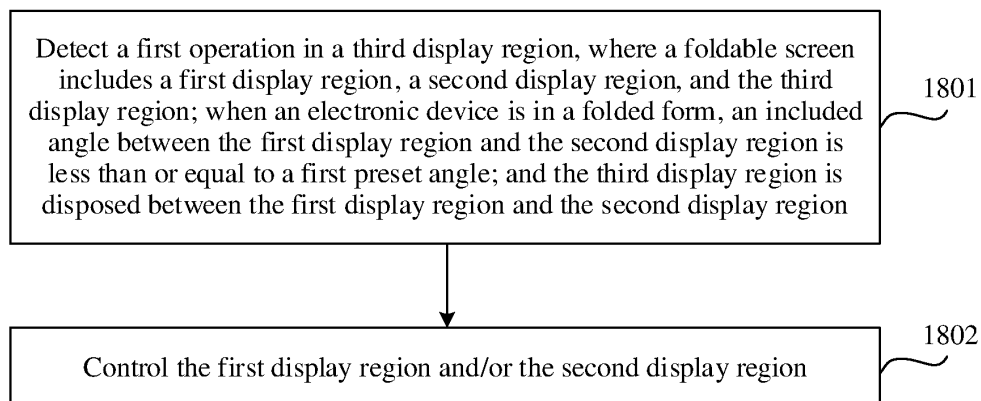 Detect a first operation in a third display region, where a foldable screen
includes a first display region, a second display region, and the third
display region; when an electronic device is in a folded form, an included
angle between the first display region and the second display region is
less than or equal to a first preset angle; and the third display region is
disposed between the first display region and the second display region
1801
Control the first display region and/or the second display region
1802